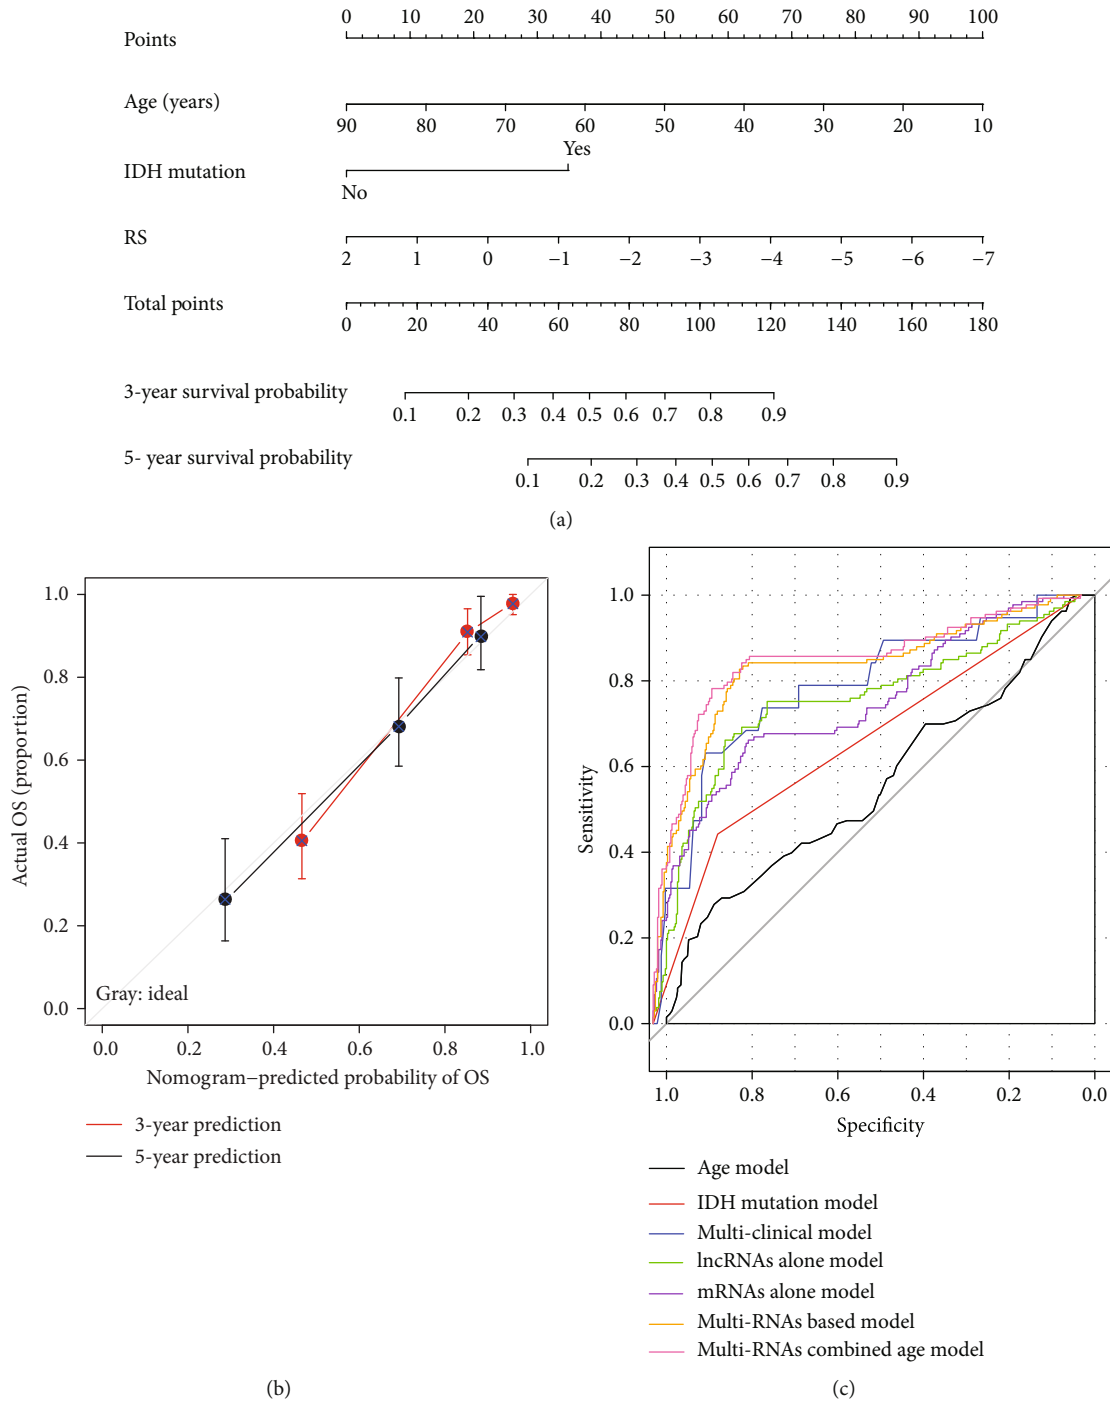 0 10 20 30 40 50 60 70 80 90 100
Points
Age (years)
90 80 70 60 50 40 30 20 10
Yes
IDH mutation
No
RS
2 1 0 −1 −2 −3 −4 −5 −6 −7
Total points
0 20 40 60 80 100 120 140 160 180
3-year survival probability
0.1 0.2 0.3 0.4 0.5 0.6 0.7 0.8 0.9
5- year survival probability
0.1 0.2 0.3 0.4 0.5 0.6 0.7 0.8 0.9
(a)
Actual OS (proportion)
1.0
0.8
0.6
0.4
0.2
0.0
Gray: ideal
0.0 0.2 0.4 0.6 0.8 1.0
Nomogram−predicted probability of OS
3-year prediction
5-year prediction
(b)
Sensitivity
1.0
0.8
0.6
0.4
0.2
0.0
1.0 0.8 0.6 0.4 0.2 0.0
Specificity
Age model
IDH mutation model
Multi-clinical model
lncRNAs alone model
mRNAs alone model
Multi-RNAs based model
Multi-RNAs combined age model
(c)